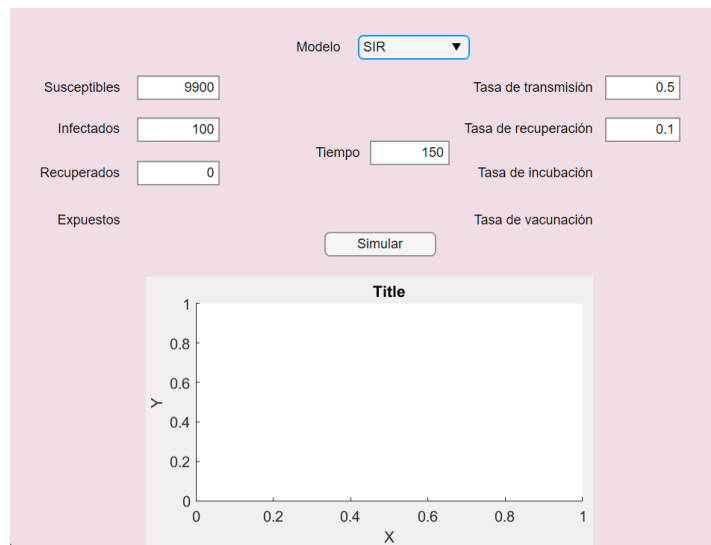 Modelo SIR
Susceptibles 9900 Tasa de transmisión 0.5
Infectados 100 Tasa de recuperación 0.1
Tiempo 150
Recuperados 0 Tasa de incubación
Expuestos Tasa de vacunación
Simular
Title
1
0.8
0.6
Y
0.4
0.2
0
0 0.2 0.4 0.6 0.8 1
X